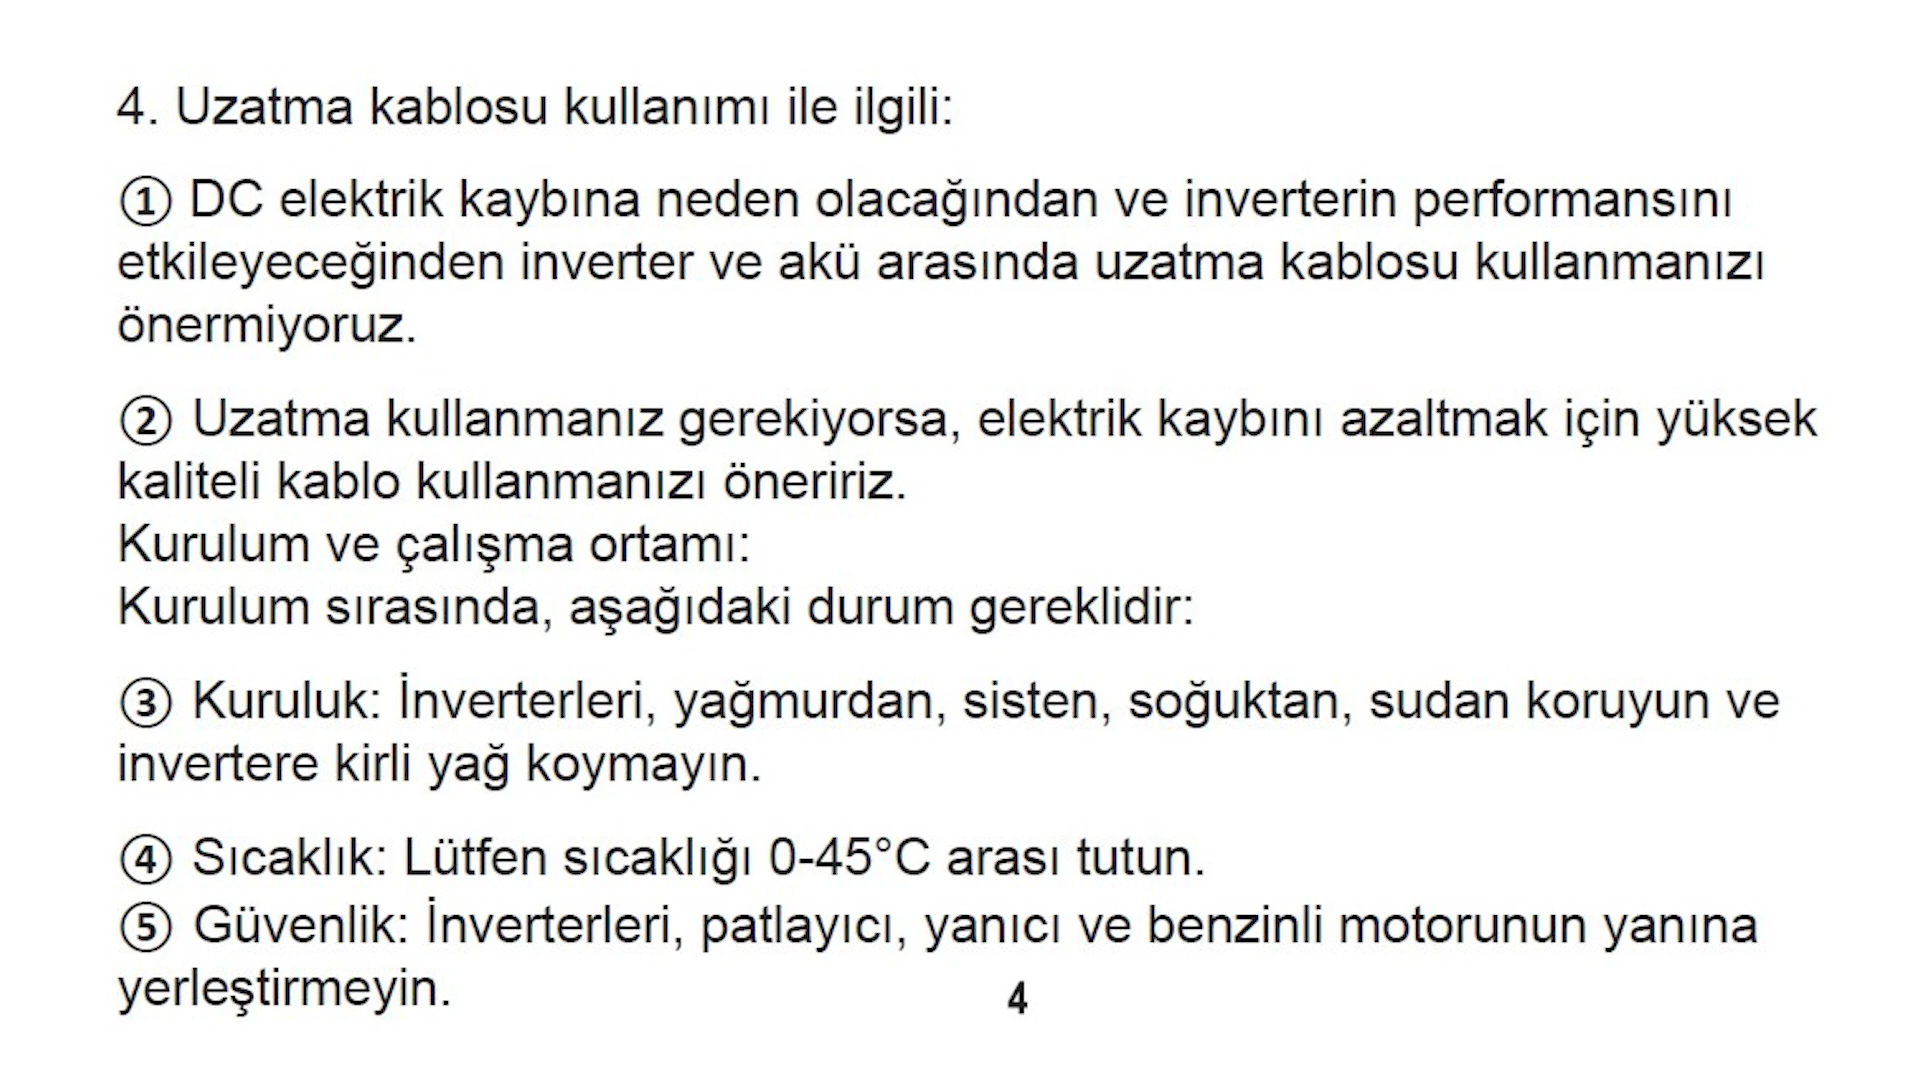 4. Uzatma kablosu kullanımı ile ilgili:
① DC elektrik kaybına neden olacağından ve inverterin performansını
etkileyeceğinden inverter ve akü arasında uzatma kablosu kullanmanızı
önermiyoruz.
② Uzatma kullanmanız gerekiyorsa, elektrik kaybını azaltmak için yüksek
kaliteli kablo kullanmanızı öneririz.
Kurulum ve çalışma ortamı:
Kurulum sırasında, aşağıdaki durum gereklidir:
③ Kuruluk: İnverterleri, yağmurdan, sisten, soğuktan, sudan koruyun ve
invertere kirli yağ koymayın.
④ Sıcaklık: Lütfen sıcaklığı 0-45°C arası tutun.
⑤ Güvenlik: İnverterleri, patlayıcı, yanıcı ve benzinli motorunun yanına
yerleştirmeyin.
4